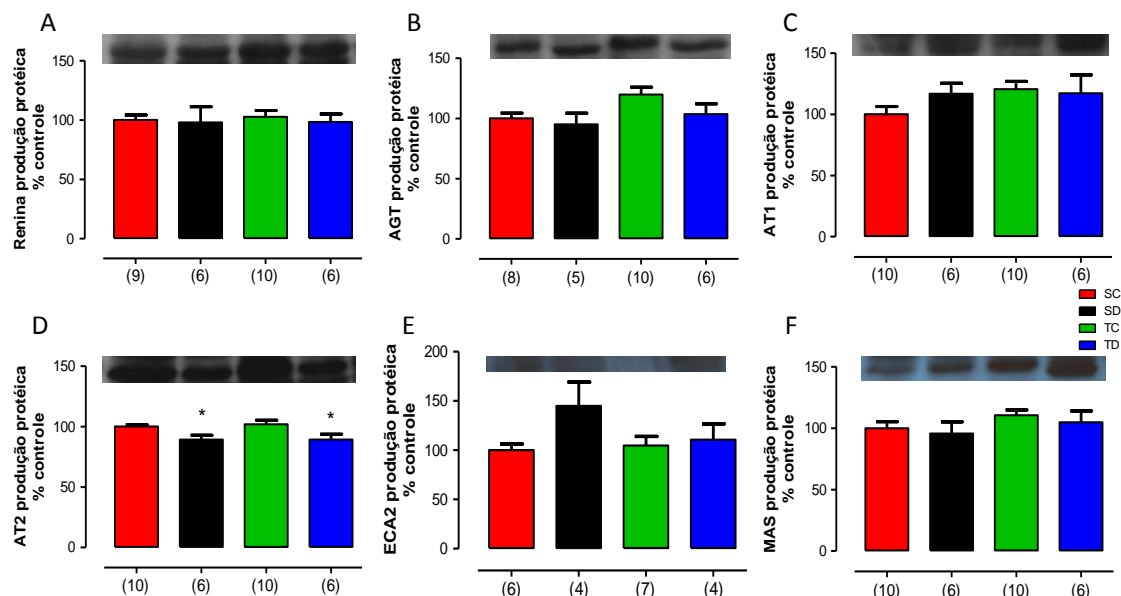 A
Renina produção protéica
% controle
150
100
50
0
(9) (6) (10) (6)
B
AGT produção protéica
% controle
150
100
50
0
(8) (5) (10) (6)
C
AT1 produção protéica
% controle
150
100
50
0
(10) (6) (10) (6)
SC
SD
TC
TD
D
AT2 produção protéica
% controle
150
100
50
0
* *
(10) (6) (10) (6)
E
ECA2 produção protéica
% controle
200
150
100
50
0
(6) (4) (7) (4)
F
MAS produção protéica
% controle
150
100
50
0
(10) (6) (10) (6)